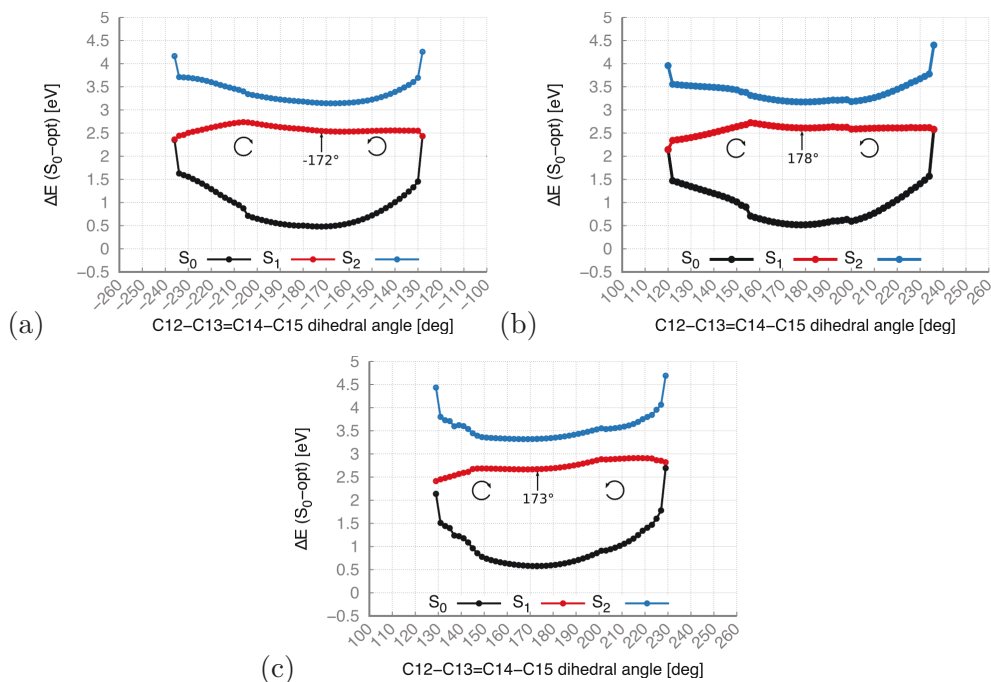 5
4.5
4
3.5
3
2.5
2
1.5
1
0.5
0
−0.5
ΔE (S₀−opt) [eV]
-172°
S₀ S₁ S₂
−260 −250 −240 −230 −220 −210 −200 −190 −180 −170 −160 −150 −140 −130 −120 −110 −100
C12−C13=C14−C15 dihedral angle [deg]
(a)
5
4.5
4
3.5
3
2.5
2
1.5
1
0.5
0
−0.5
ΔE (S₀−opt) [eV]
178°
S₀ S₁ S₂
100 110 120 130 140 150 160 170 180 190 200 210 220 230 240 250 260
C12−C13=C14−C15 dihedral angle [deg]
(b)
5
4.5
4
3.5
3
2.5
2
1.5
1
0.5
0
−0.5
ΔE (S₀−opt) [eV]
173°
S₀ S₁ S₂
100 110 120 130 140 150 160 170 180 190 200 210 220 230 240 250 260
C12−C13=C14−C15 dihedral angle [deg]
(c)